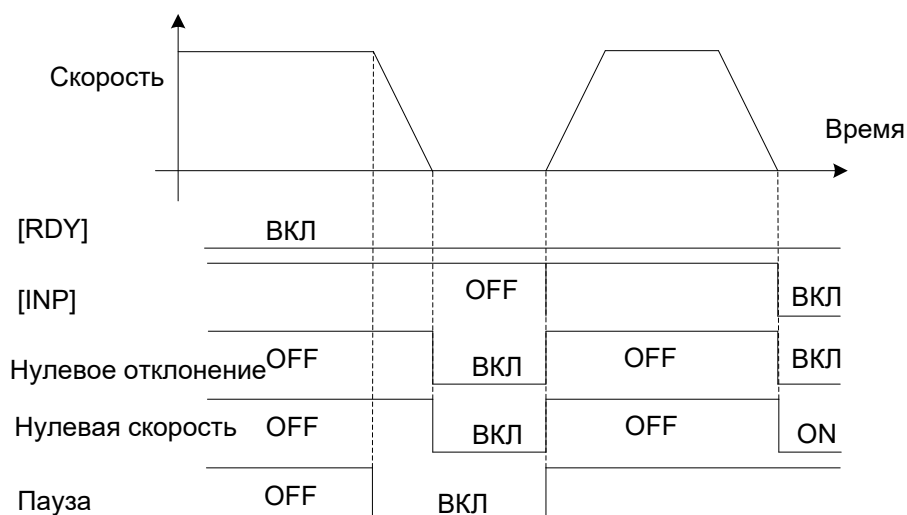 Скорость
Время
[RDY] ВКЛ
[INP] OFF ВКЛ
Нулевое отклонение OFF ВКЛ OFF ВКЛ
Нулевая скорость OFF ВКЛ OFF ON
Пауза OFF ВКЛ